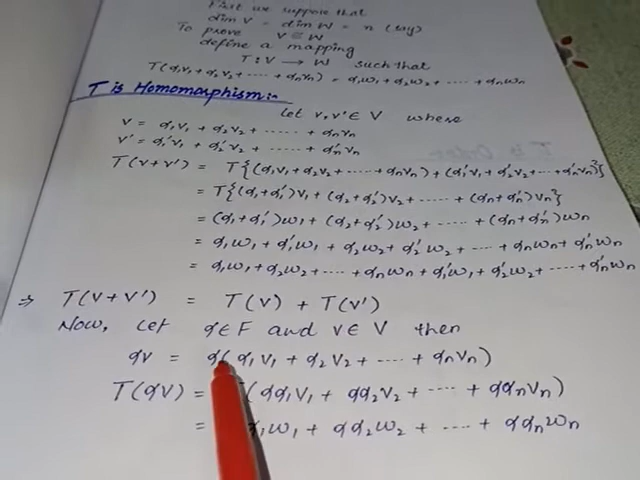 First we suppose that
dim V = dim W = n (say)
To prove V ≅ W
define a mapping
T : V → W such that
T(α₁v₁ + α₂v₂ + ---- + αₙvₙ) = α₁w₁ + α₂w₂ + ---- + αₙwₙ
T is Homomorphism:-
Let v, v' ∈ V where
v = α₁v₁ + α₂v₂ + ------ + αₙvₙ
v' = α₁'v₁ + α₂'v₂ + ------ + αₙ'vₙ
T(v+v') = T{(α₁v₁ + α₂v₂ + ---- + αₙvₙ) + (α₁'v₁ + α₂'v₂ + ---- + αₙ'vₙ)}
= T{(α₁+α₁')v₁ + (α₂+α₂')v₂ + ------ + (αₙ+αₙ')vₙ}
= (α₁+α₁')w₁ + (α₂+α₂')w₂ + ---- + (αₙ+αₙ')wₙ
= α₁w₁ + α₁'w₁ + α₂w₂ + α₂'w₂ + ---- + αₙwₙ + αₙ'wₙ
= α₁w₁ + α₂w₂ + ---- + αₙwₙ + α₁'w₁ + α₂'w₂ + ---- + αₙ'wₙ
⇒ T(v+v') = T(v) + T(v')
Now, Let α ∈ F and v ∈ V then
αv = α(α₁v₁ + α₂v₂ + ---- + αₙvₙ)
T(αv) = (αα₁v₁ + αα₂v₂ + ---- + ααₙvₙ)
= ₁w₁ + αα₂w₂ + ---- + ααₙwₙ